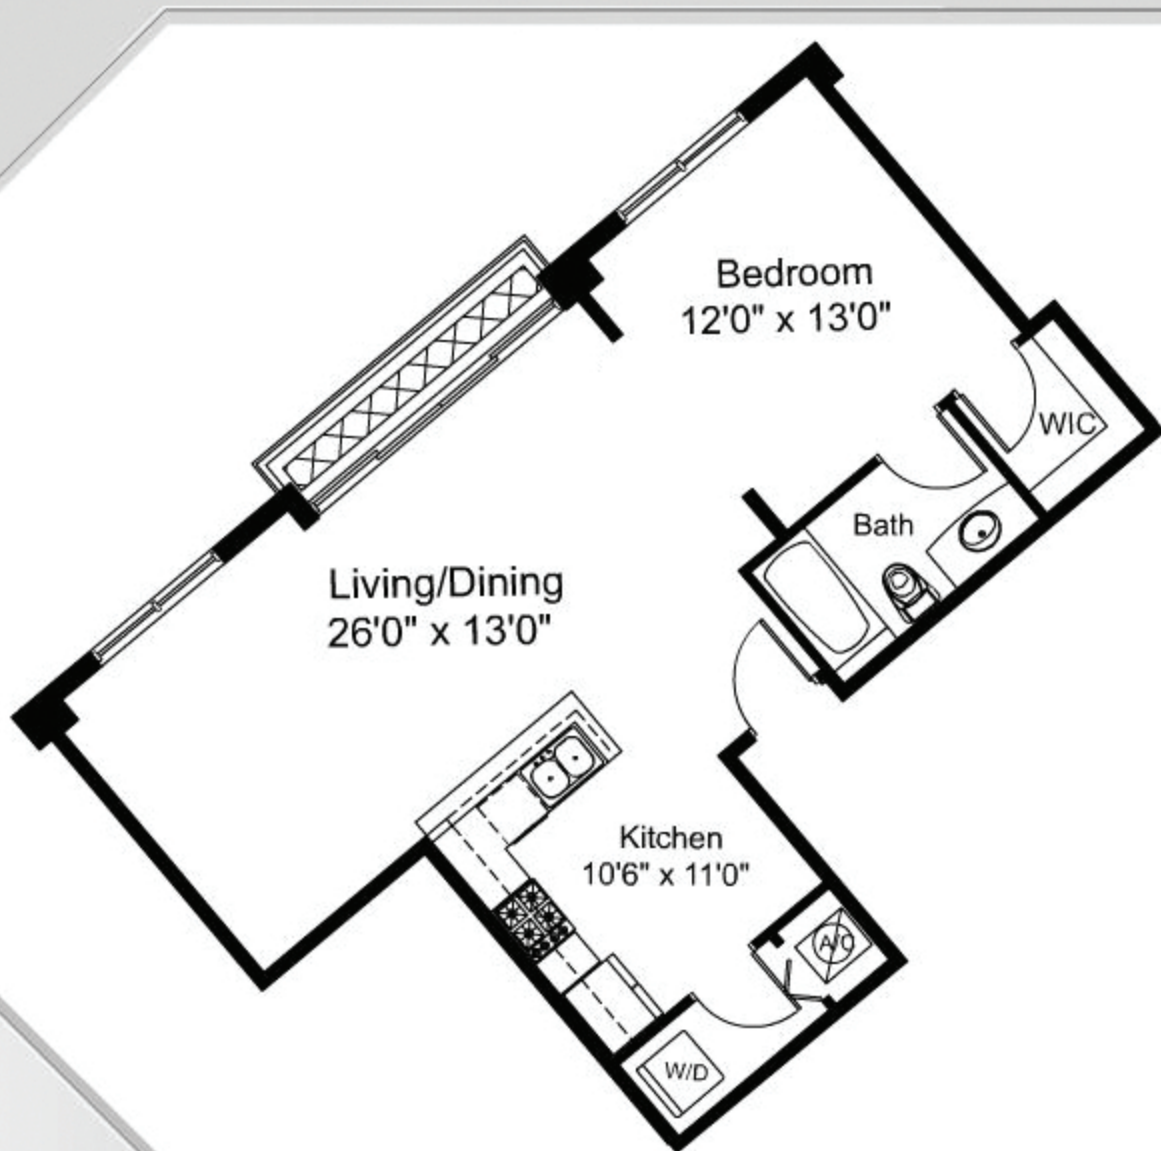 Bedroom
12'0" x 13'0"
WIC
Bath
Living/Dining
26'0" x 13'0"
Kitchen
10'6" x 11'0"
A/C
W/D